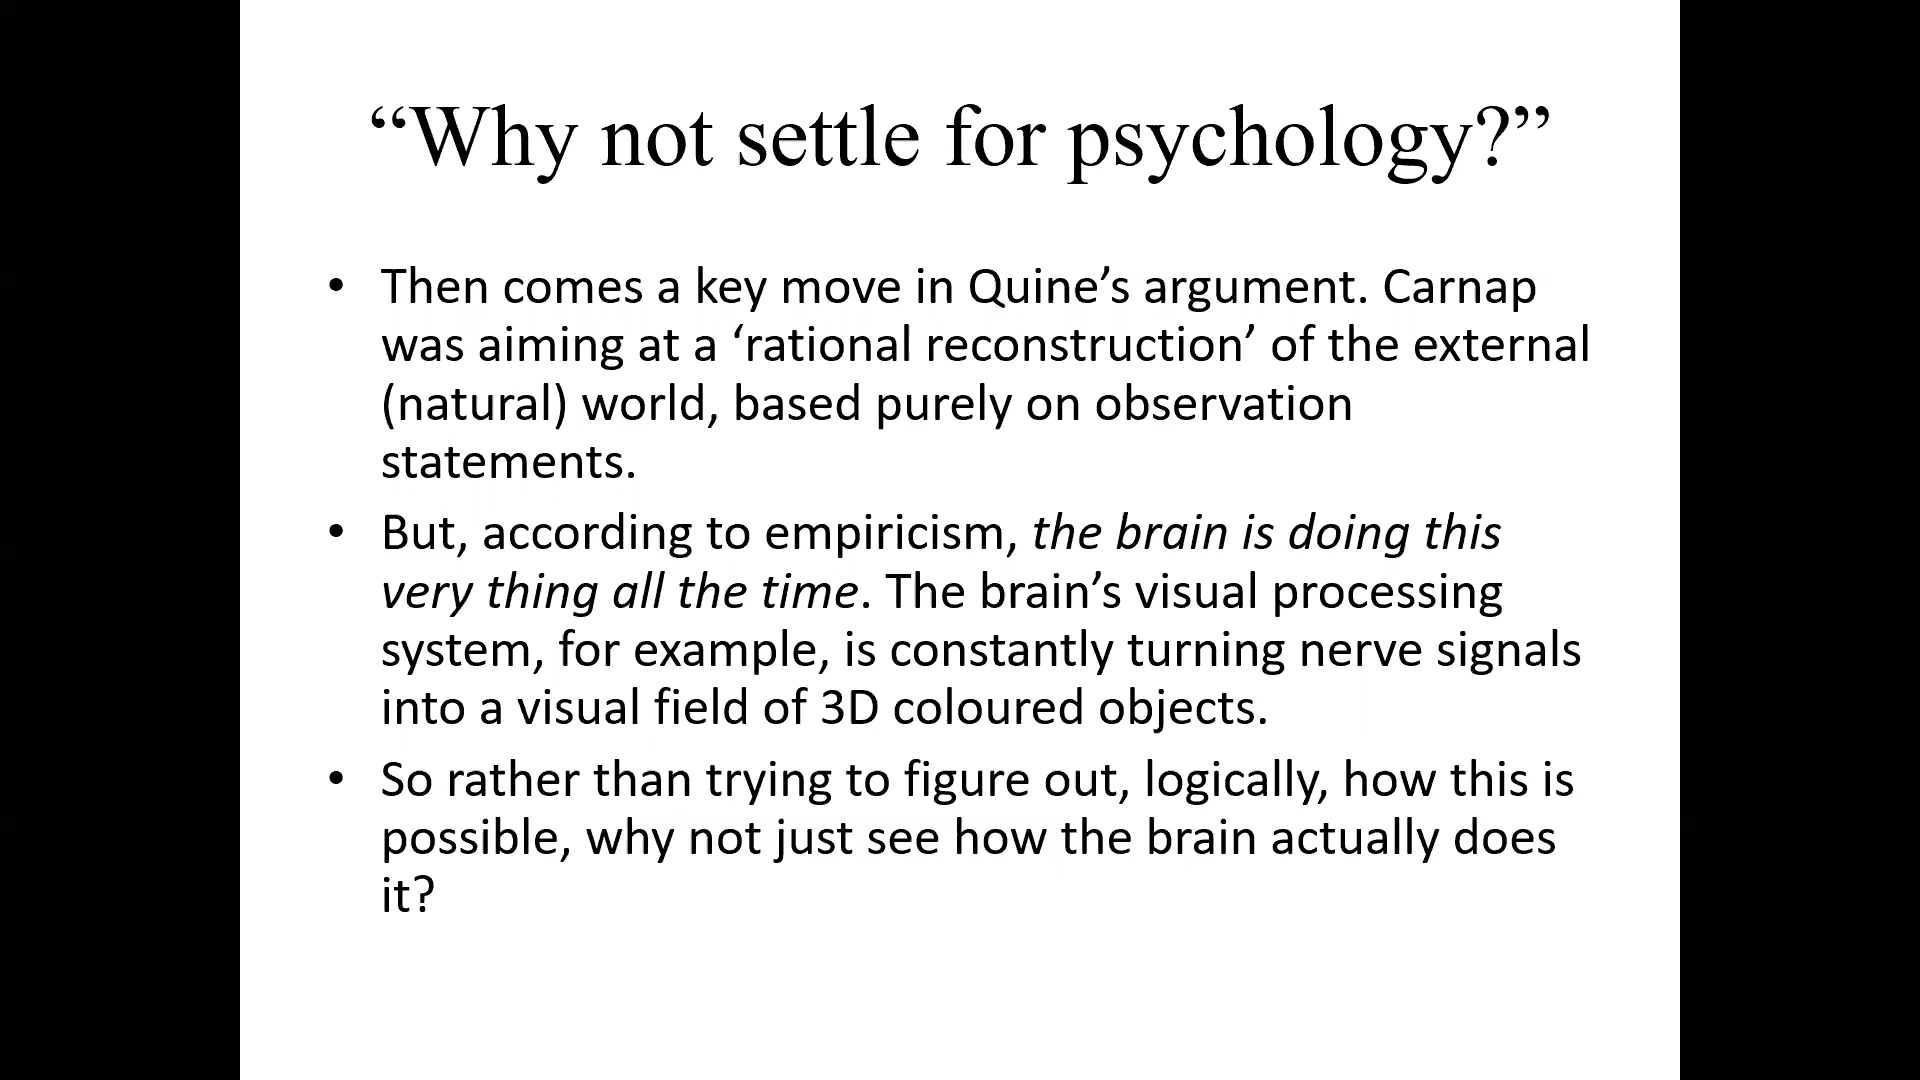 “Why not settle for psychology?”
• Then comes a key move in Quine’s argument. Carnap
was aiming at a ‘rational reconstruction’ of the external
(natural) world, based purely on observation
statements.
• But, according to empiricism, the brain is doing this
very thing all the time. The brain’s visual processing
system, for example, is constantly turning nerve signals
into a visual field of 3D coloured objects.
• So rather than trying to figure out, logically, how this is
possible, why not just see how the brain actually does
it?